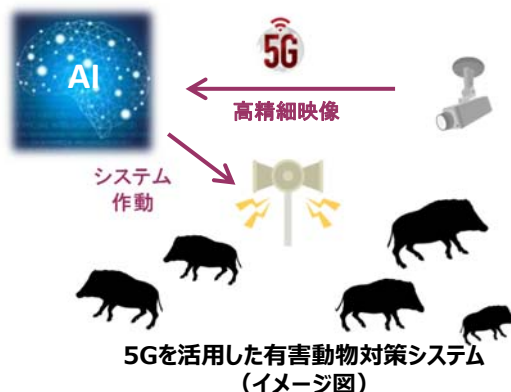 5G
AI
高精細映像
システム
作動
5Gを活用した有害動物対策システム
（イメージ図）